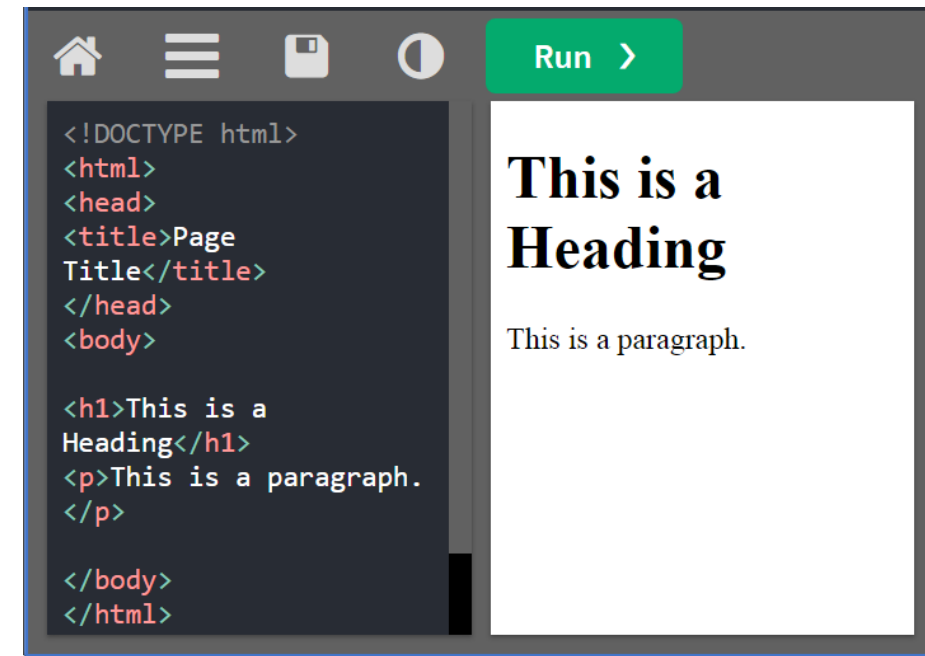 Run ❯
<!DOCTYPE html>
<html>
<head>
<title>Page
Title</title>
</head>
<body>
<h1>This is a
Heading</h1>
<p>This is a paragraph.
</p>
</body>
</html>
This is a
Heading
This is a paragraph.